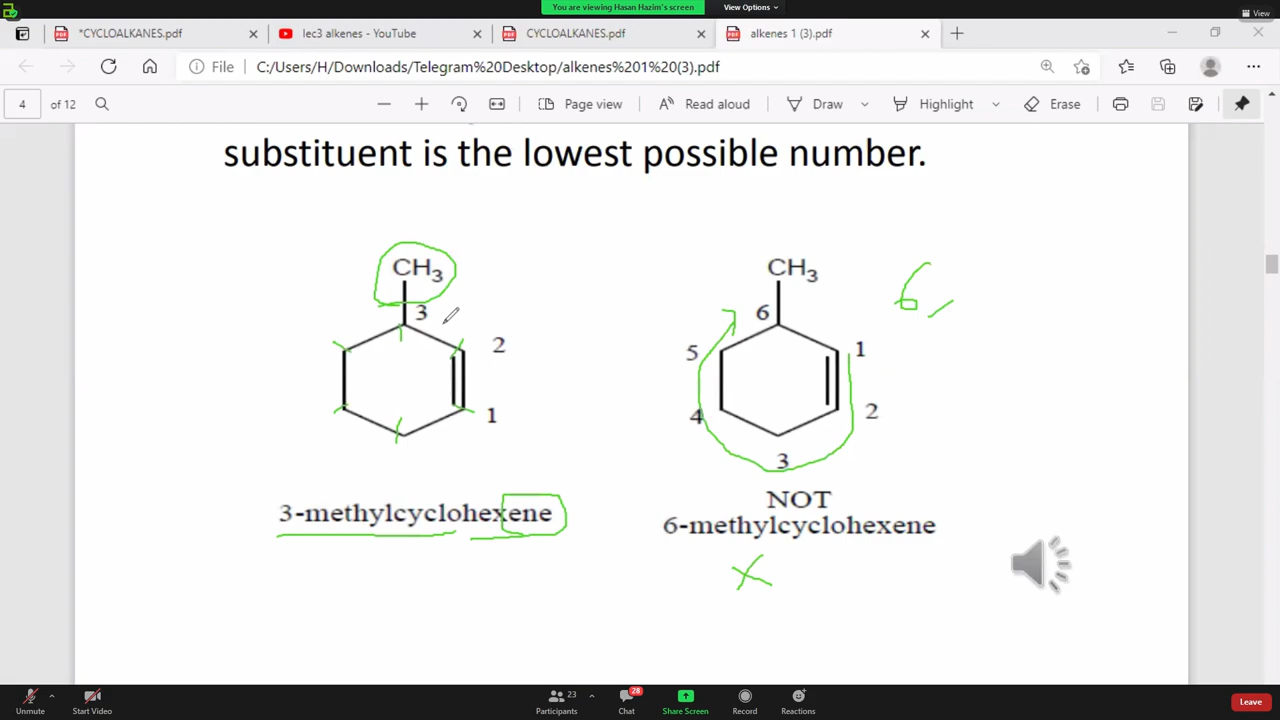 You are viewing Hasan Hazim's screen View Options
View
*CYCLOALKANES.pdf lec3 alkenes - YouTube CYCLOALKANES.pdf alkenes 1 (3).pdf
File C:/Users/H/Downloads/Telegram%20Desktop/alkenes%201%20(3).pdf
4 of 12 Page view Read aloud Draw Highlight Erase
substituent is the lowest possible number.
CH3 CH3 6
3 6
2 5 1
1 4 2
3
3-methylcyclohexene NOT
6-methylcyclohexene
Unmute Start Video 23 Participants 28 Chat Share Screen Record Reactions Leave